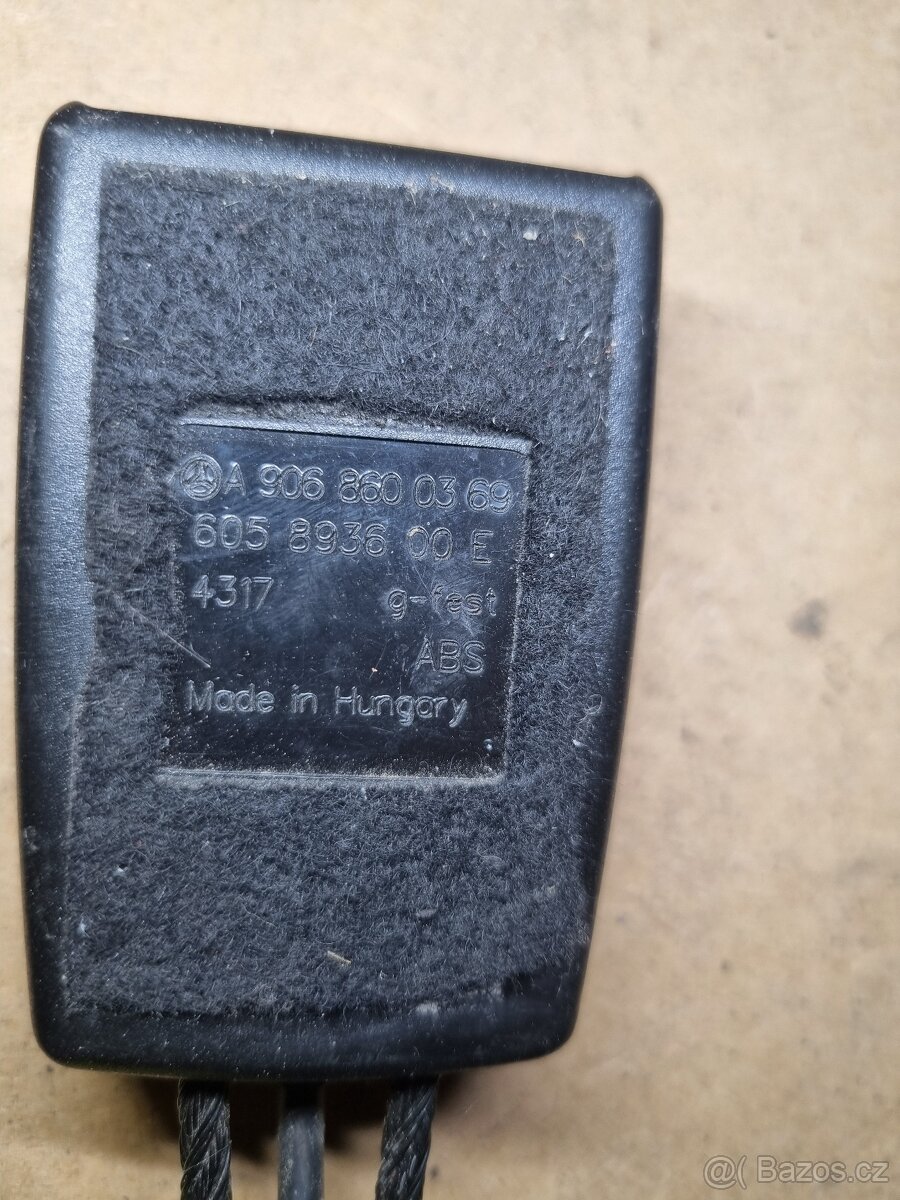 A 906 860 03 69
605 8936 00 E
4317 g-fest
ABS
Made in Hungary
@( Bazos.cz